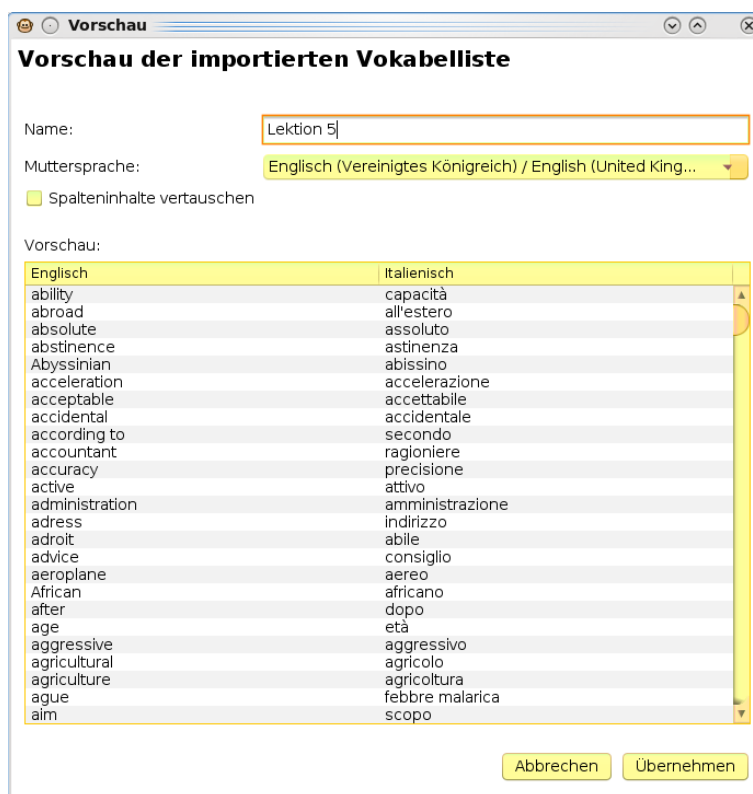 Vorschau
Vorschau der importierten Vokabelliste
Name: Lektion 5
Muttersprache: Englisch (Vereinigtes Königreich) / English (United King...
Spalteninhalte vertauschen
Vorschau:
Englisch Italienisch
ability capacità
abroad all'estero
absolute assoluto
abstinence astinenza
Abyssinian abissino
acceleration accelerazione
acceptable accettabile
accidental accidentale
according to secondo
accountant ragioniere
accuracy precisione
active attivo
administration amministrazione
adress indirizzo
adroit abile
advice consiglio
aeroplane aereo
African africano
after dopo
age età
aggressive aggressivo
agricultural agricolo
agriculture agricoltura
ague febbre malarica
aim scopo
Abbrechen Übernehmen